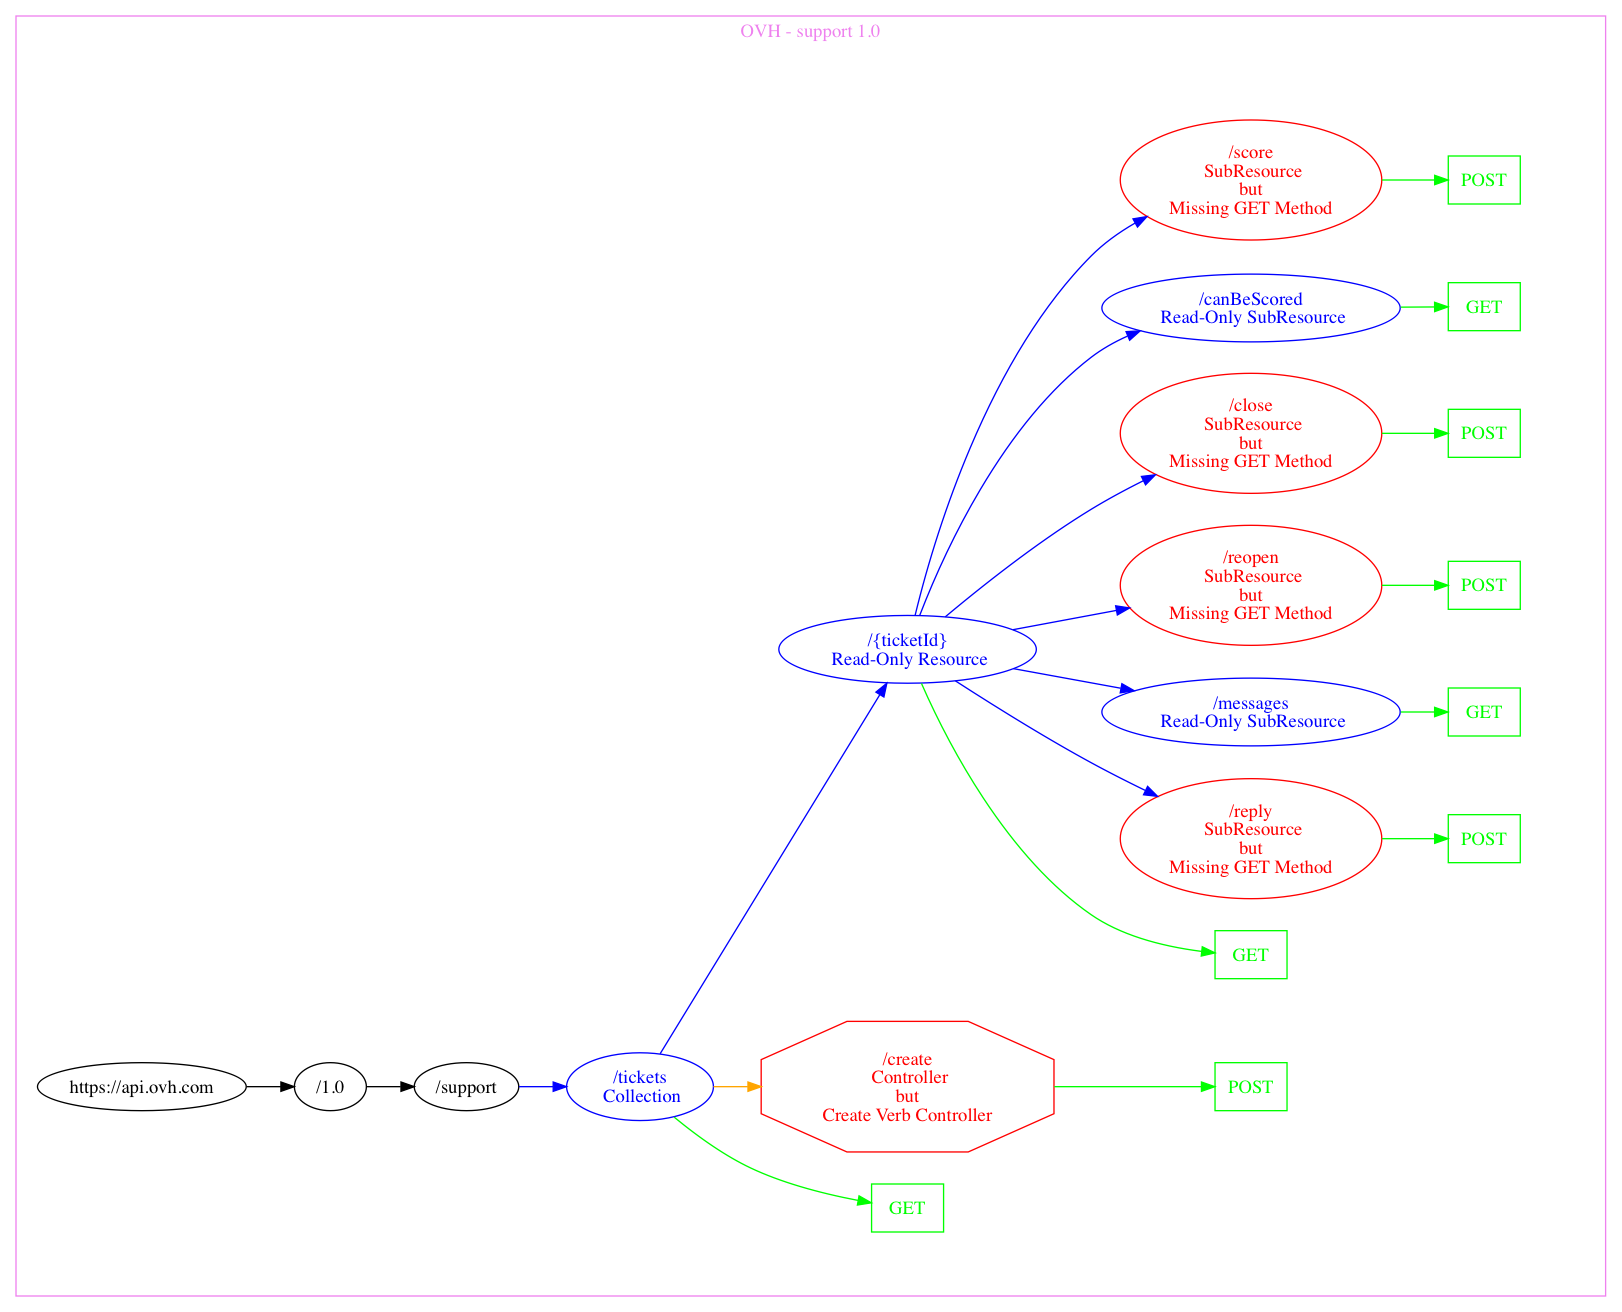 OVH - support 1.0
/score
SubResource
but
Missing GET Method
POST
/canBeScored
Read-Only SubResource
GET
/close
SubResource
but
Missing GET Method
POST
/reopen
SubResource
but
Missing GET Method
POST
/{ticketId}
Read-Only Resource
/messages
Read-Only SubResource
GET
/reply
SubResource
but
Missing GET Method
POST
GET
https://api.ovh.com
/1.0
/support
/tickets
Collection
/create
Controller
but
Create Verb Controller
POST
GET